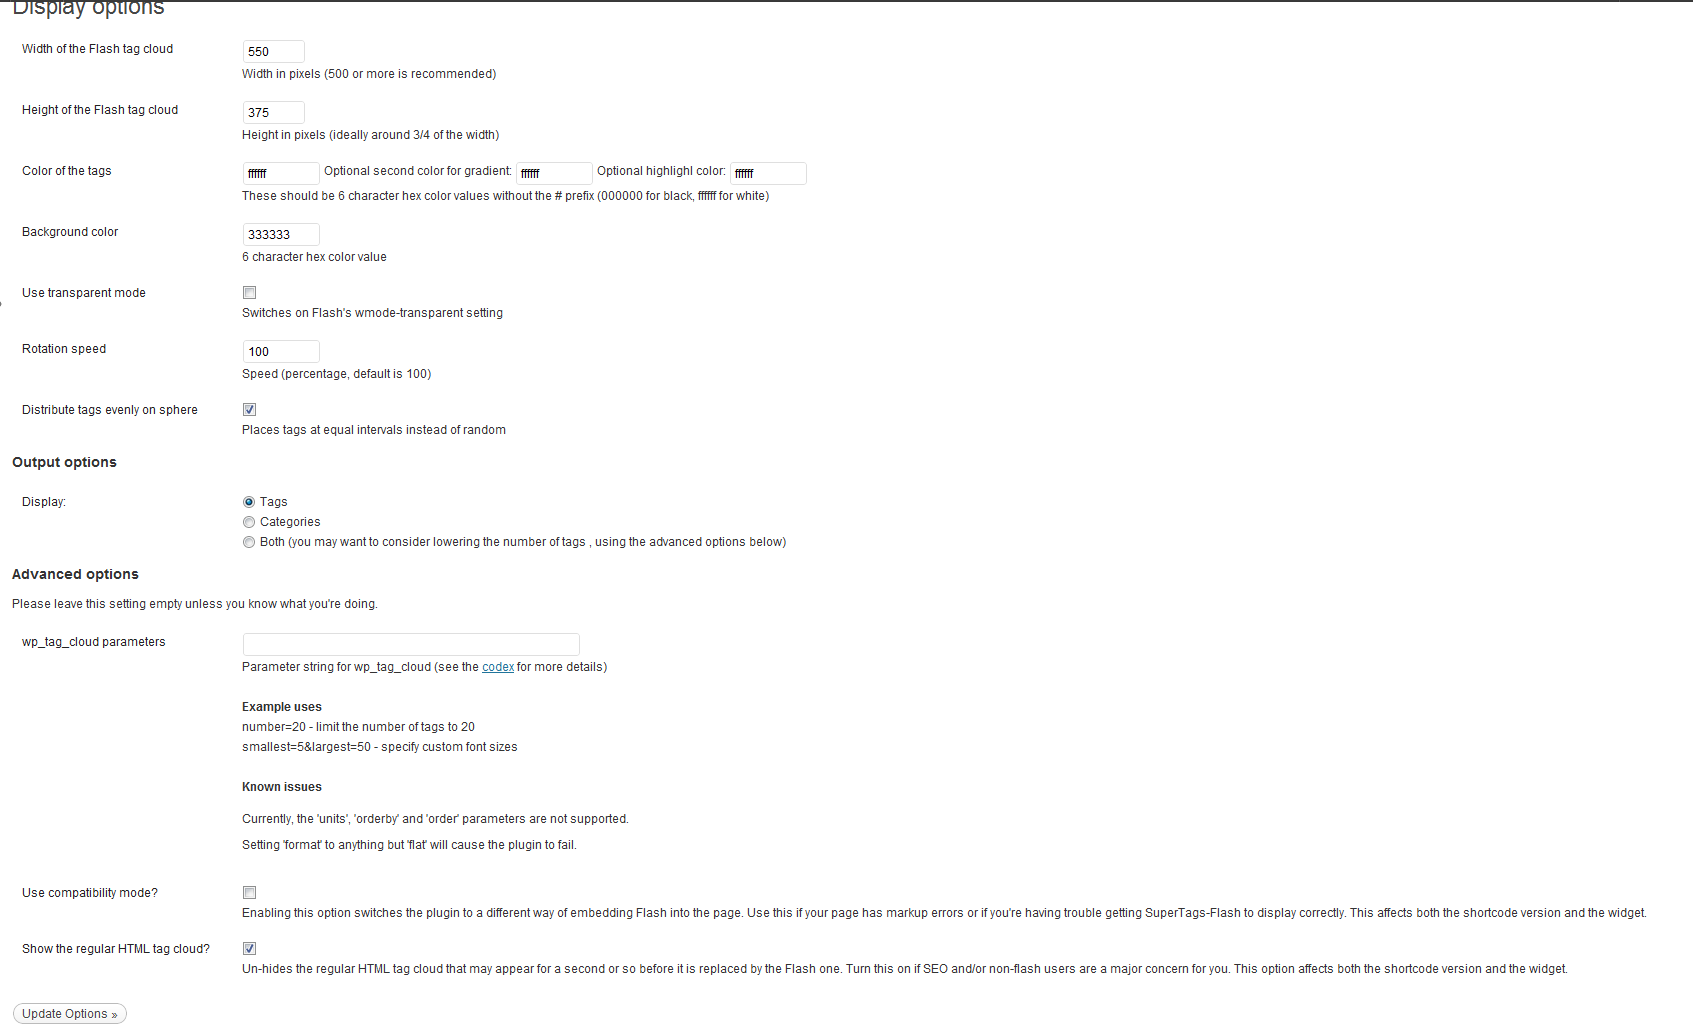 Display options
Width of the Flash tag cloud
550
Width in pixels (500 or more is recommended)
Height of the Flash tag cloud
375
Height in pixels (ideally around 3/4 of the width)
Color of the tags
ffffff Optional second color for gradient: ffffff Optional highlighl color: ffffff
These should be 6 character hex color values without the # prefix (000000 for black, ffffff for white)
Background color
333333
6 character hex color value
Use transparent mode
Switches on Flash's wmode-transparent setting
Rotation speed
100
Speed (percentage, default is 100)
Distribute tags evenly on sphere
Places tags at equal intervals instead of random
Output options
Display:
Tags
Categories
Both (you may want to consider lowering the number of tags , using the advanced options below)
Advanced options
Please leave this setting empty unless you know what you're doing.
wp_tag_cloud parameters
Parameter string for wp_tag_cloud (see the codex for more details)
Example uses
number=20 - limit the number of tags to 20
smallest=5&largest=50 - specify custom font sizes
Known issues
Currently, the 'units', 'orderby' and 'order' parameters are not supported.
Setting 'format' to anything but 'flat' will cause the plugin to fail.
Use compatibility mode?
Enabling this option switches the plugin to a different way of embedding Flash into the page. Use this if your page has markup errors or if you're having trouble getting SuperTags-Flash to display correctly. This affects both the shortcode version and the widget.
Show the regular HTML tag cloud?
Un-hides the regular HTML tag cloud that may appear for a second or so before it is replaced by the Flash one. Turn this on if SEO and/or non-flash users are a major concern for you. This option affects both the shortcode version and the widget.
Update Options »